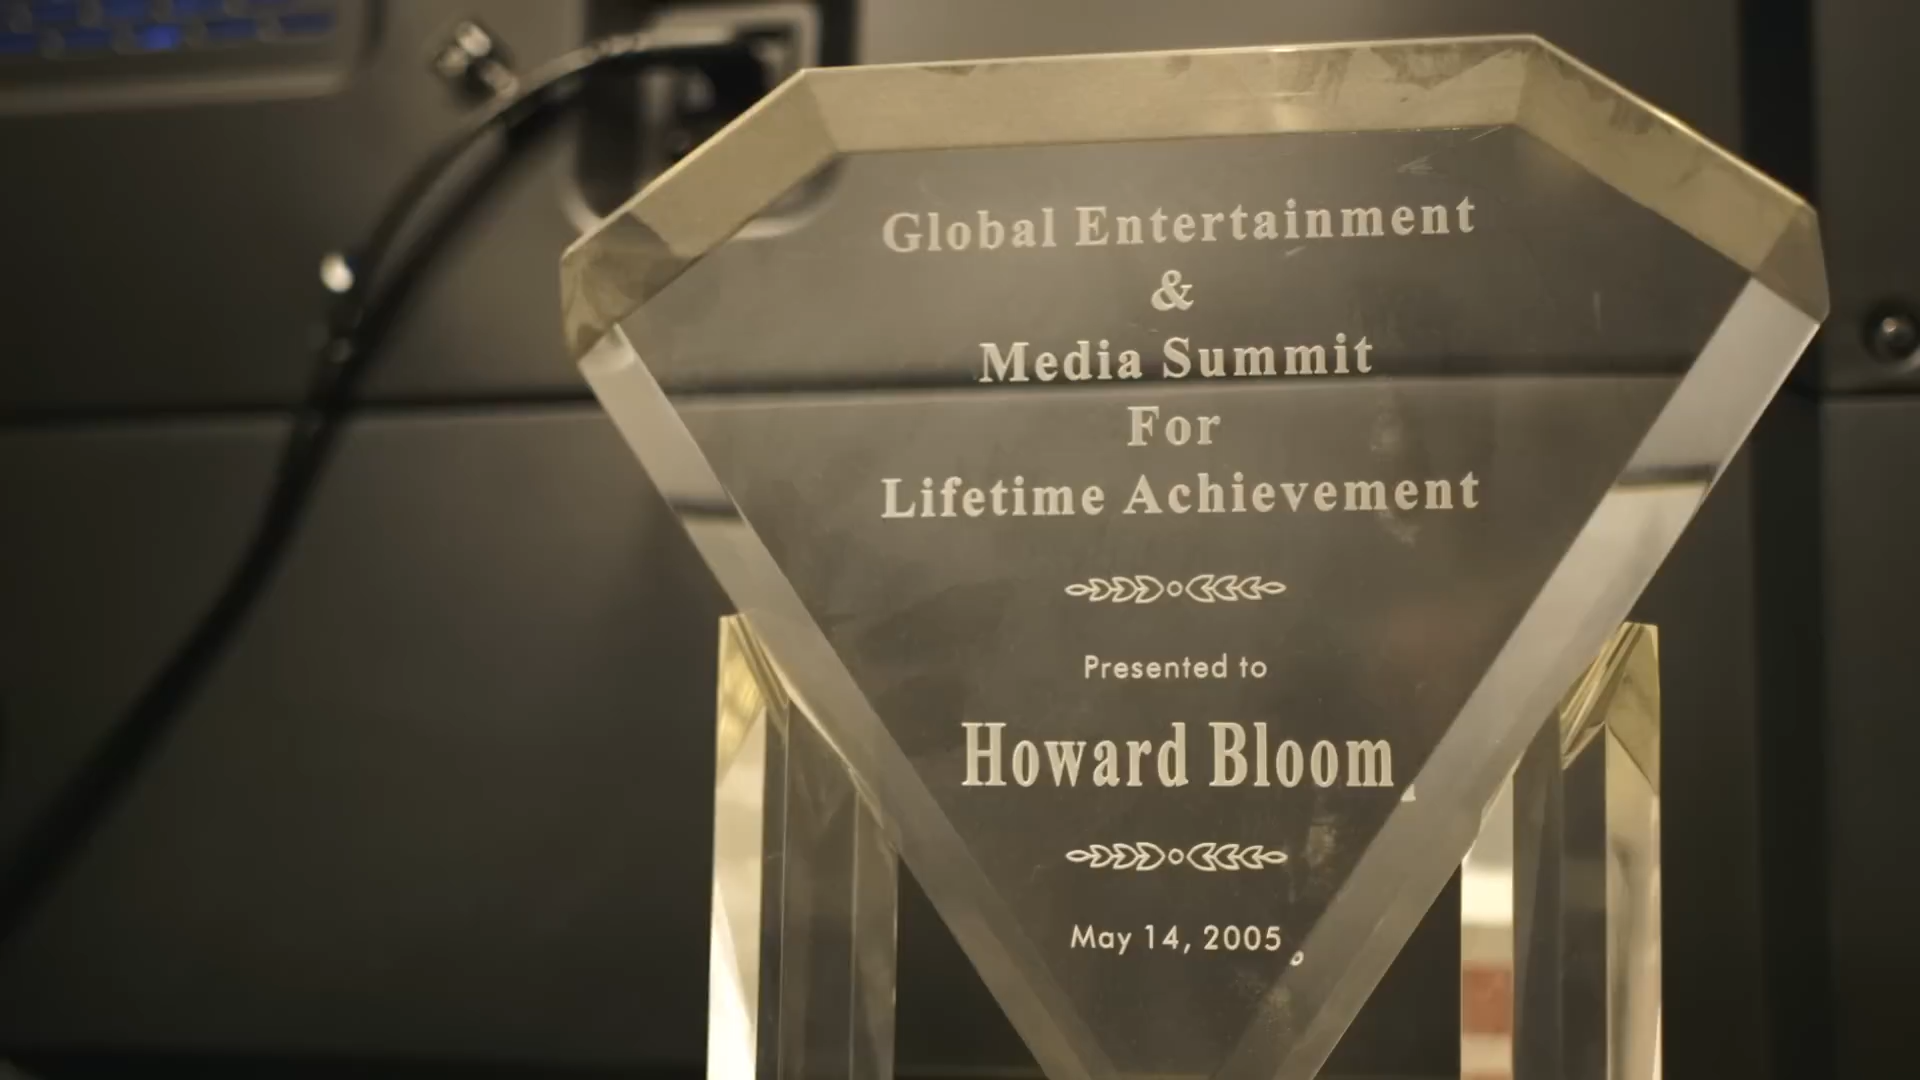 Global Entertainment
&
Media Summit
For
Lifetime Achievement
Presented to
Howard Bloom
May 14, 2005